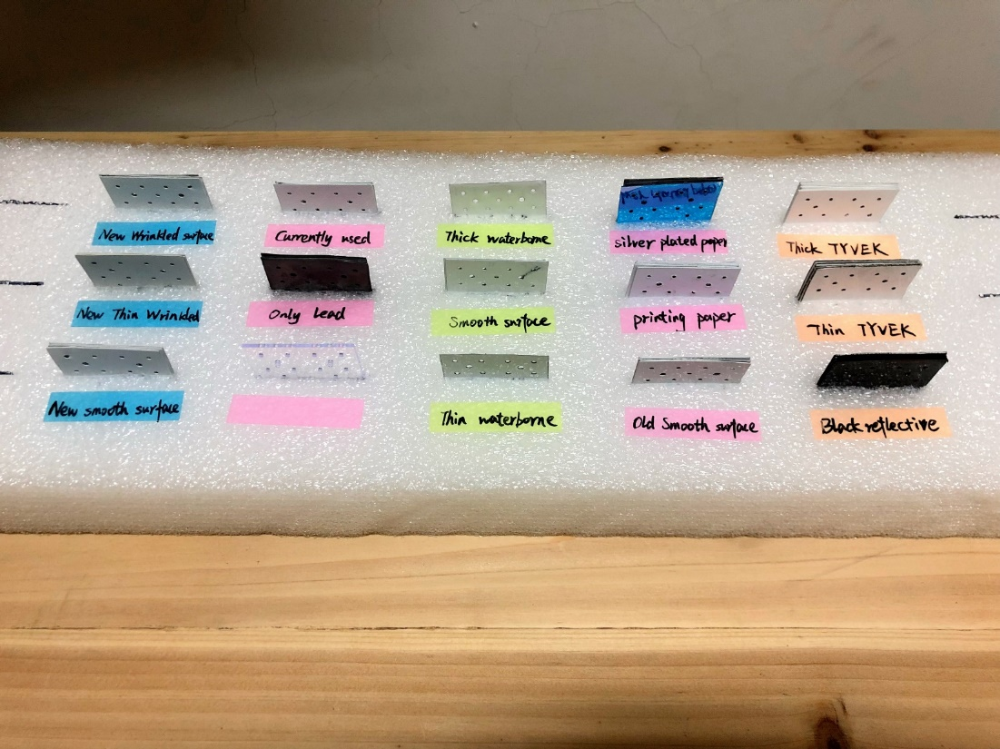 New Wrinkled surface
Currently used
Thick waterborne
silver plated paper
Thick TYVEK
New Thin Wrinkled
Only Lead
Smooth surface
printing paper
Thin TYVEK
New smooth surface
Thin waterborne
Old Smooth surface
Black reflective